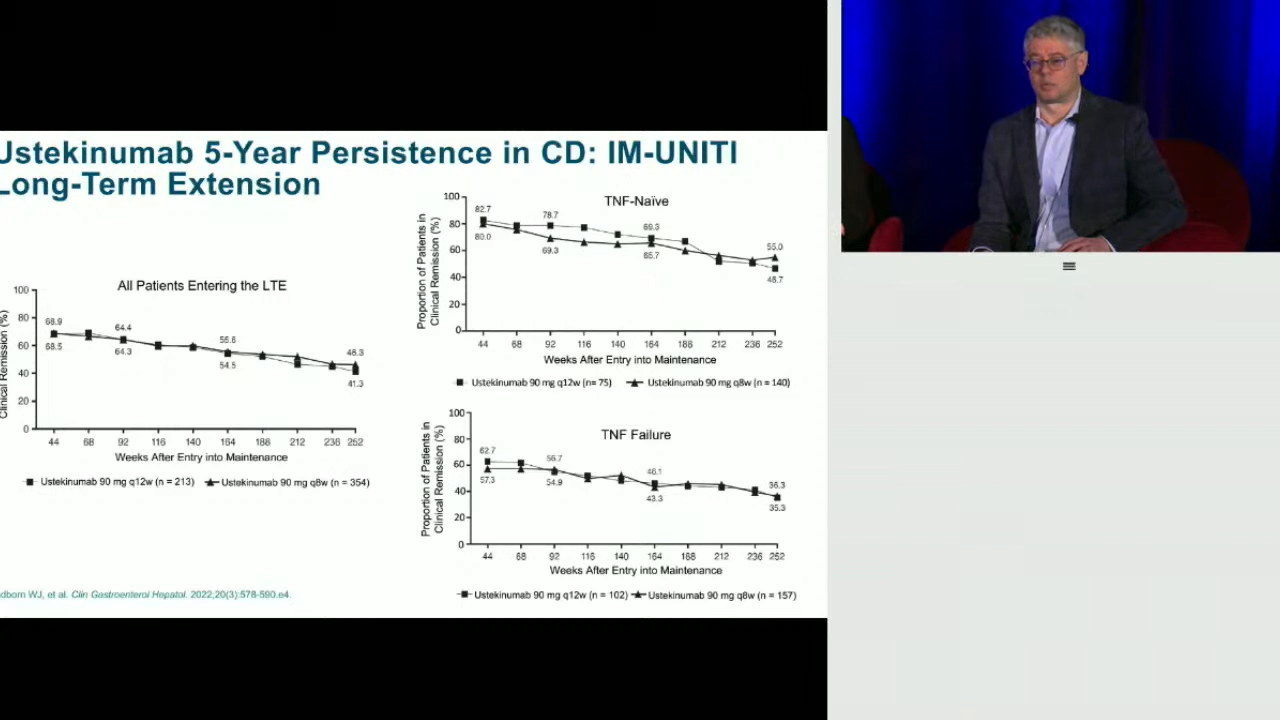 Ustekinumab 5-Year Persistence in CD: IM-UNITI
Long-Term Extension
All Patients Entering the LTE
Clinical Remission (%)
100
80
60
40
20
0
68.9
68.5
64.4
64.3
55.6
54.5
46.3
41.3
44 68 92 116 140 164 188 212 236 252
Weeks After Entry into Maintenance
Ustekinumab 90 mg q12w (n = 213) Ustekinumab 90 mg q8w (n = 354)
TNF-Naïve
Proportion of Patients in
Clinical Remission (%)
100
80
60
40
20
0
82.7
80.0
78.7
69.3
69.3
65.7
55.0
46.7
44 68 92 116 140 164 188 212 236 252
Weeks After Entry into Maintenance
Ustekinumab 90 mg q12w (n= 75) Ustekinumab 90 mg q8w (n = 140)
TNF Failure
Proportion of Patients in
Clinical Remission (%)
100
80
60
40
20
0
62.7
57.3
56.7
54.9
46.1
43.3
36.3
35.3
44 68 92 116 140 164 188 212 236 252
Weeks After Entry into Maintenance
Ustekinumab 90 mg q12w (n = 102) Ustekinumab 90 mg q8w (n = 157)
dborn WJ, et al. Clin Gastroenterol Hepatol. 2022;20(3):578-590.e4.